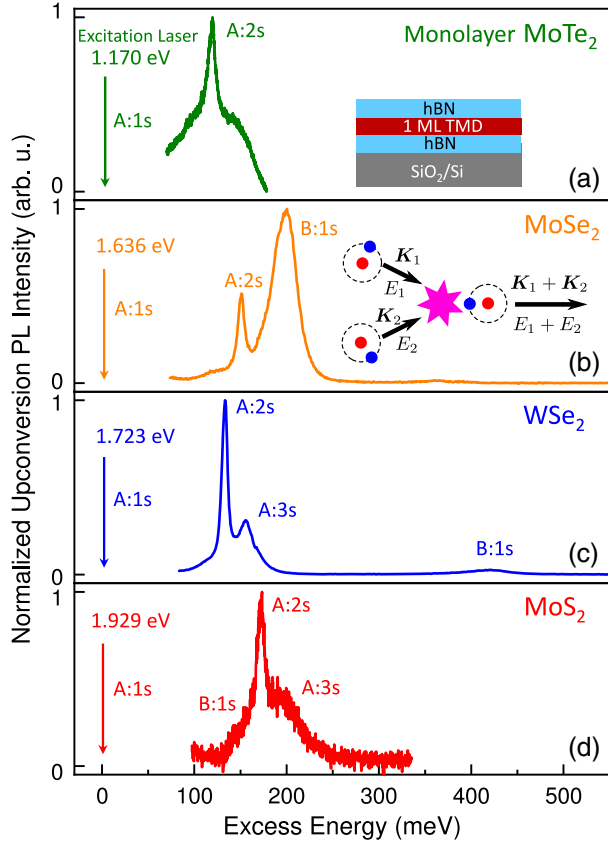 Normalized Upconversion PL Intensity (arb. u.)
1
Excitation Laser
1.170 eV
A:2s
Monolayer MoTe₂
A:1s
hBN
1 ML TMD
hBN
SiO₂/Si
0
(a)
1
MoSe₂
1.636 eV
B:1s
A:2s
A:1s
K₁
E₁
K₂
E₂
K₁ + K₂
E₁ + E₂
0
(b)
1
A:2s
WSe₂
1.723 eV
A:1s
A:3s
B:1s
0
(c)
1
A:2s
MoS₂
1.929 eV
A:1s
B:1s
A:3s
0
(d)
0 100 200 300 400 500
Excess Energy (meV)